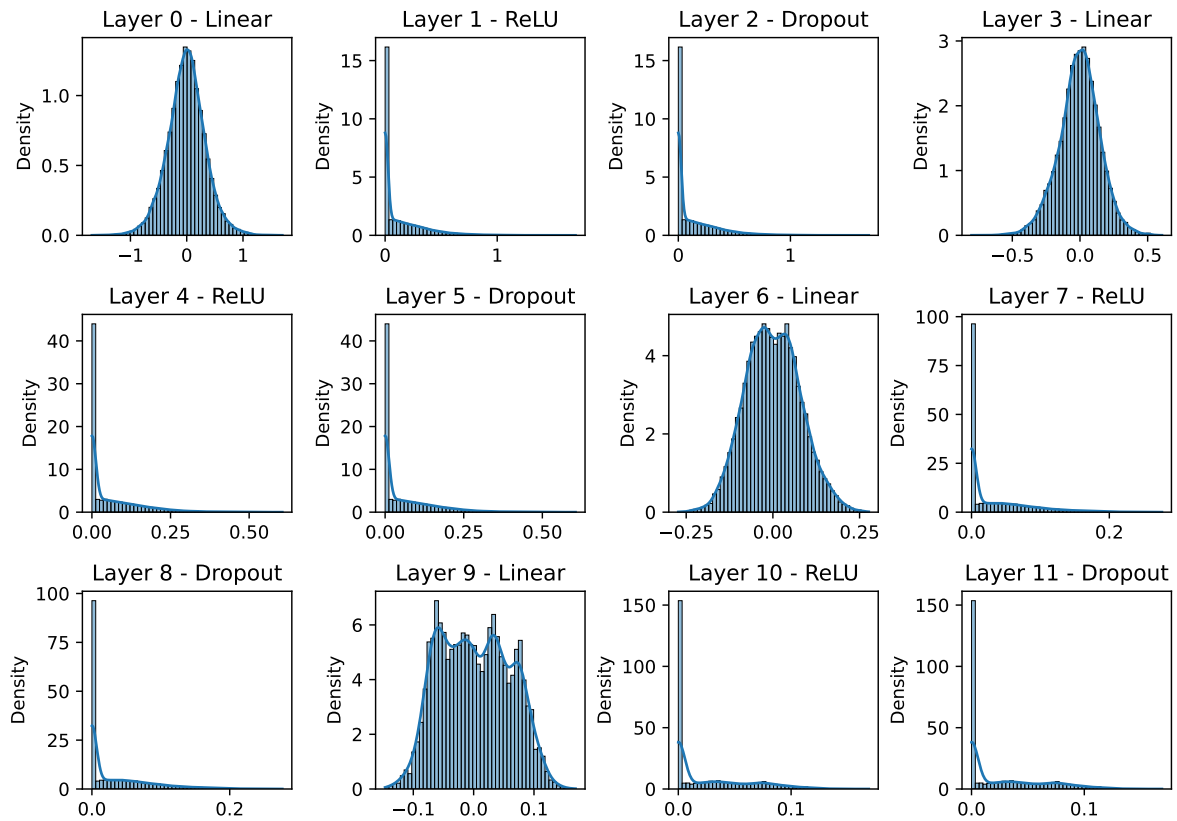 Layer 0 - Linear
Layer 1 - ReLU
Layer 2 - Dropout
Layer 3 - Linear
Density
1.0
0.5
0.0
−1 0 1
Density
15
10
5
0
0 1
Density
15
10
5
0
0 1
Density
3
2
1
0
−0.5 0.0 0.5
Layer 4 - ReLU
Layer 5 - Dropout
Layer 6 - Linear
Layer 7 - ReLU
Density
40
30
20
10
0
0.00 0.25 0.50
Density
40
30
20
10
0
0.00 0.25 0.50
Density
4
2
0
−0.25 0.00 0.25
Density
100
75
50
25
0
0.0 0.2
Layer 8 - Dropout
Layer 9 - Linear
Layer 10 - ReLU
Layer 11 - Dropout
Density
100
75
50
25
0
0.0 0.2
Density
6
4
2
0
−0.1 0.0 0.1
Density
150
100
50
0
0.0 0.1
Density
150
100
50
0
0.0 0.1